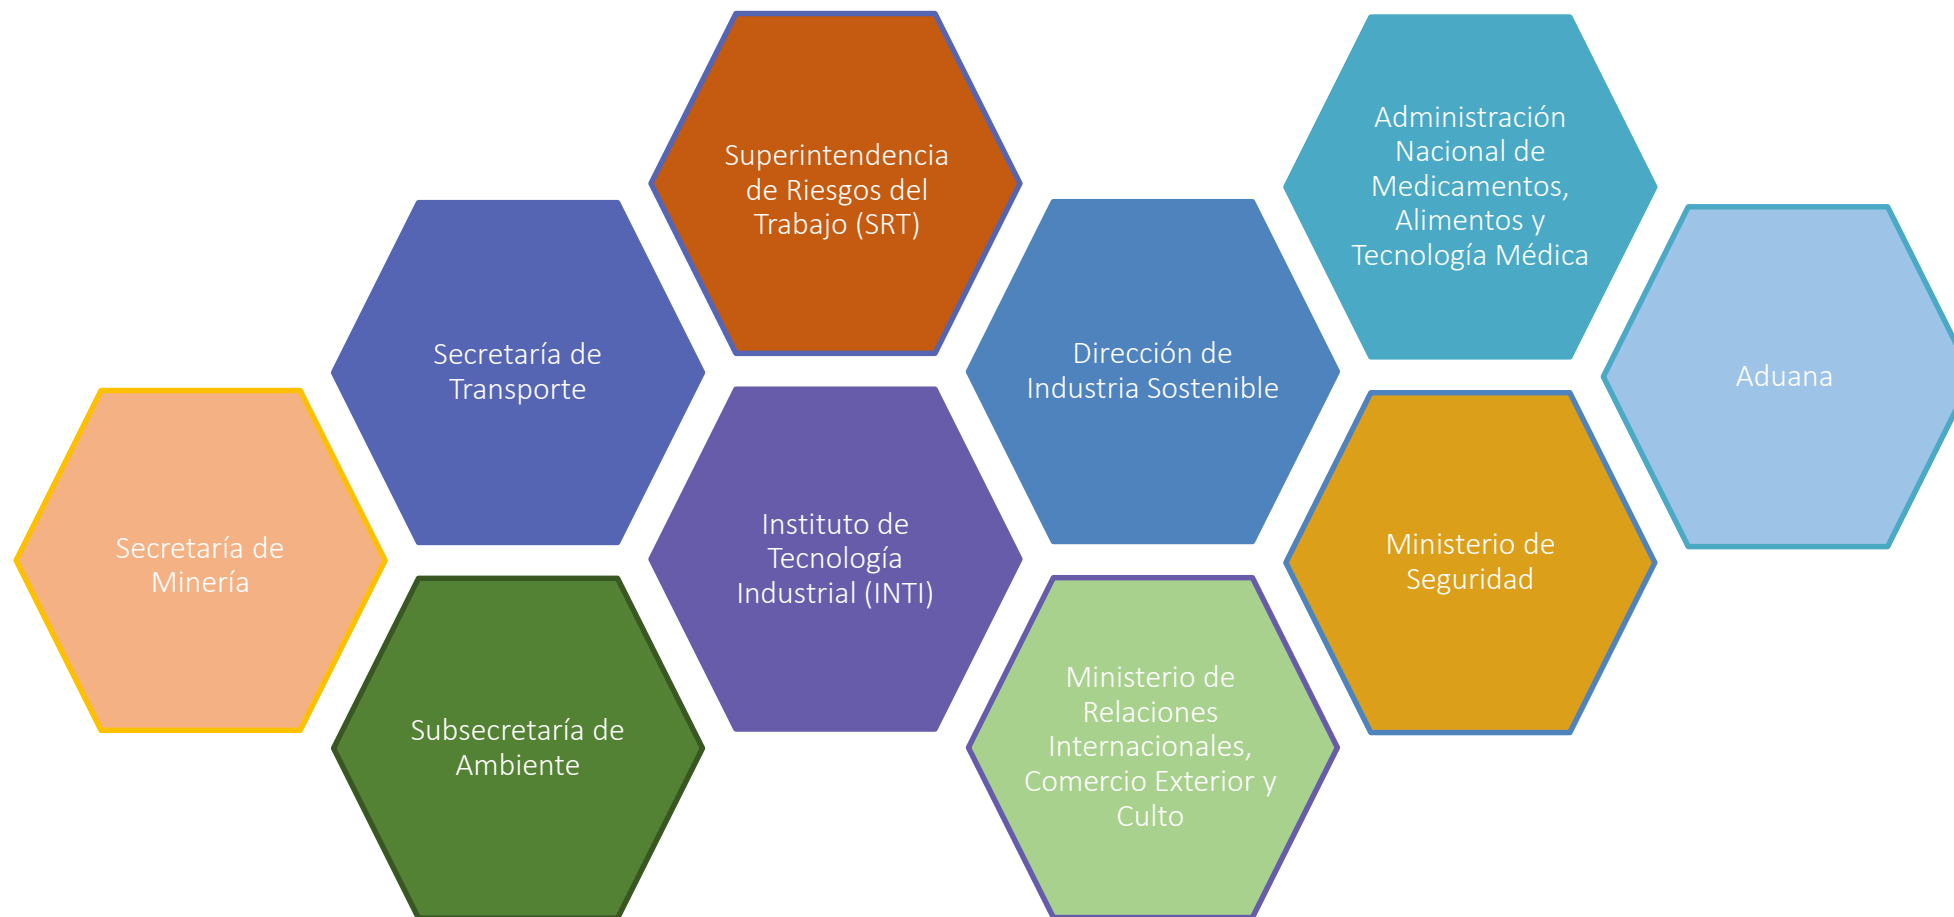 Secretaría de
Minería
Secretaría de
Transporte
Subsecretaría de
Ambiente
Superintendencia
de Riesgos del
Trabajo (SRT)
Instituto de
Tecnología
Industrial (INTI)
Dirección de
Industria Sostenible
Ministerio de
Relaciones
Internacionales,
Comercio Exterior y
Culto
Administración
Nacional de
Medicamentos,
Alimentos y
Tecnología Médica
Ministerio de
Seguridad
Aduana